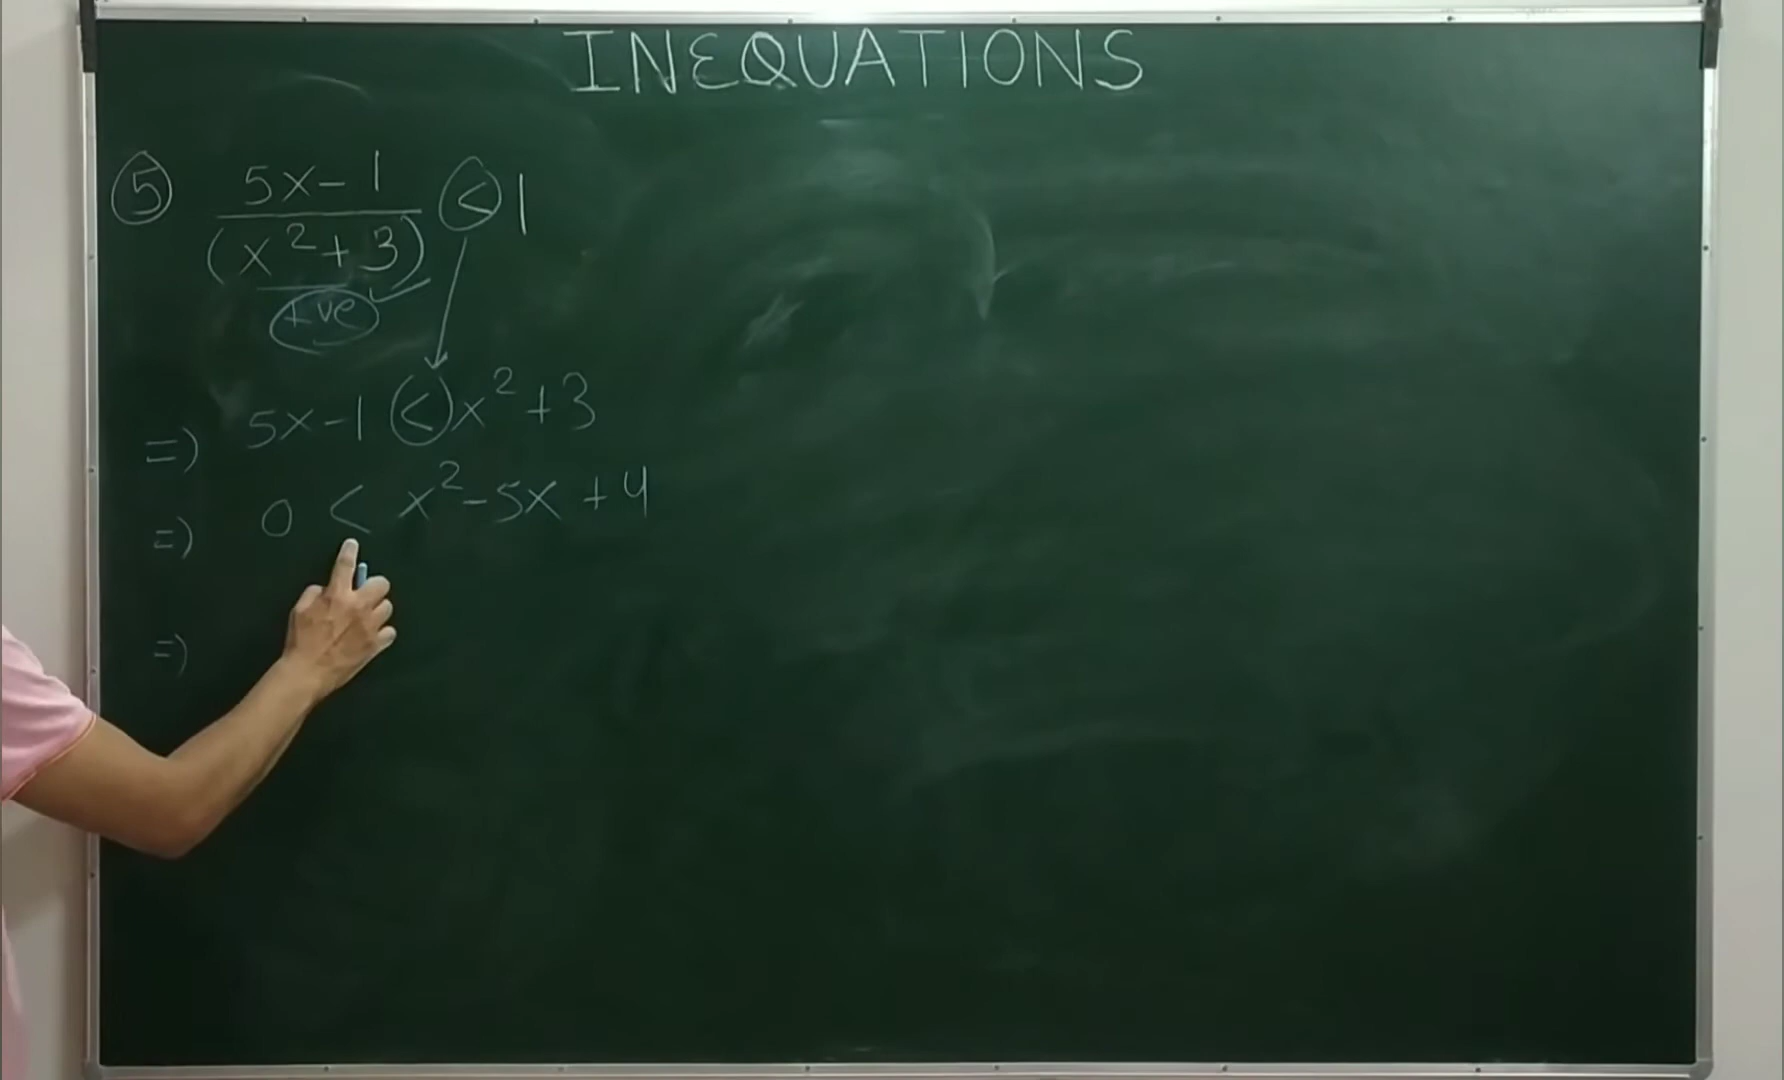 INEQUATIONS
⑤ (5x-1)/(x²+3) < 1
+ve
=) 5x-1 < x²+3
=) 0 < x²-5x+4
=)